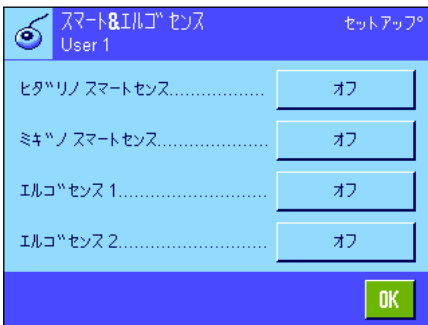 スマート&エルゴセンス セットアップ
User 1
ヒダリノ スマートセンス.................. オフ
ミギノ スマートセンス..................... オフ
エルゴセンス 1............................ オフ
エルゴセンス 2........................... オフ
OK